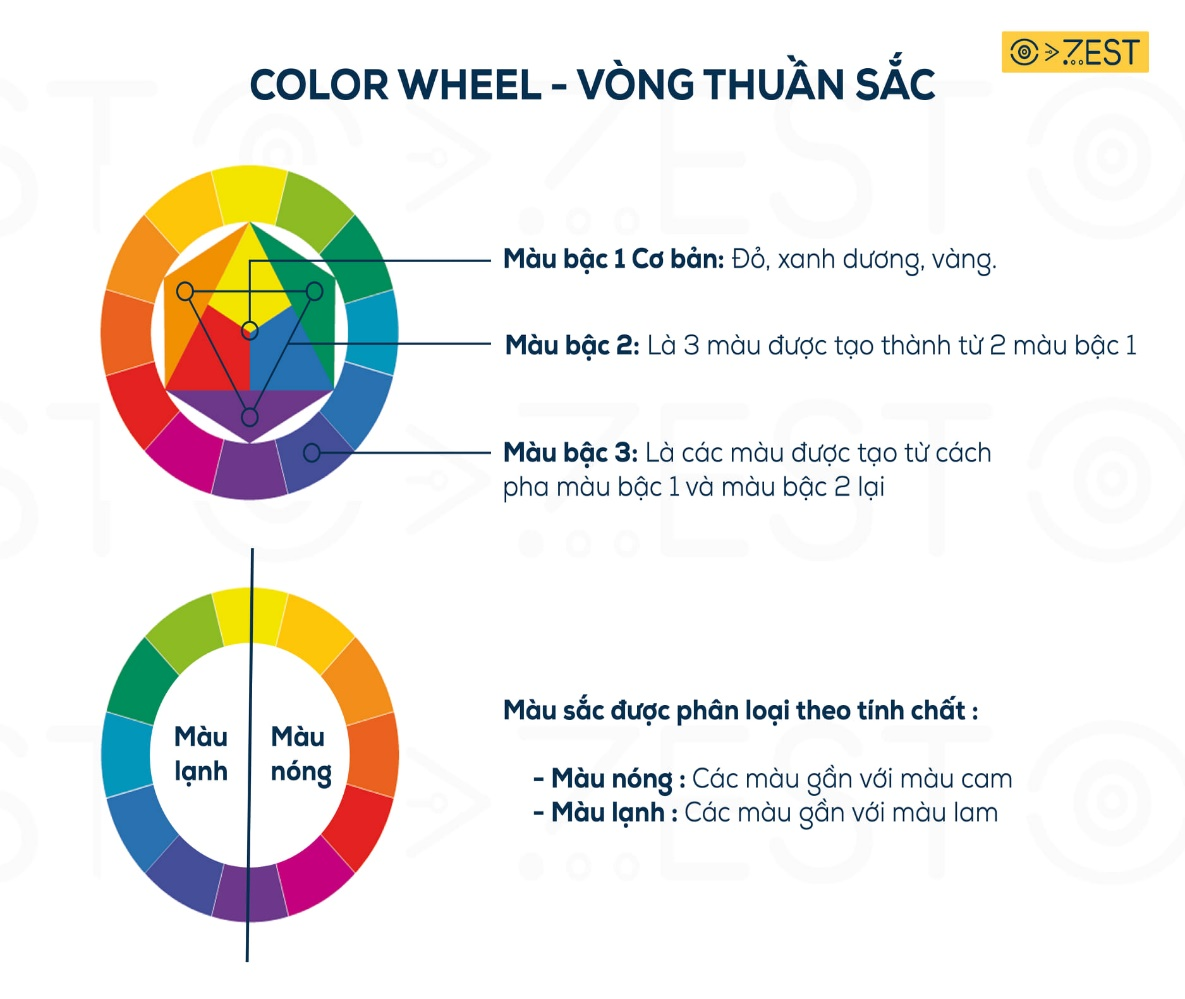 ZEST
COLOR WHEEL - VÒNG THUẦN SẮC
Màu bậc 1 Cơ bản: Đỏ, xanh dương, vàng.
Màu bậc 2: Là 3 màu được tạo thành từ 2 màu bậc 1
Màu bậc 3: Là các màu được tạo từ cách
pha màu bậc 1 và màu bậc 2 lại
Màu
lạnh
Màu
nóng
Màu sắc được phân loại theo tính chất :
- Màu nóng : Các màu gần với màu cam
- Màu lạnh : Các màu gần với màu lam